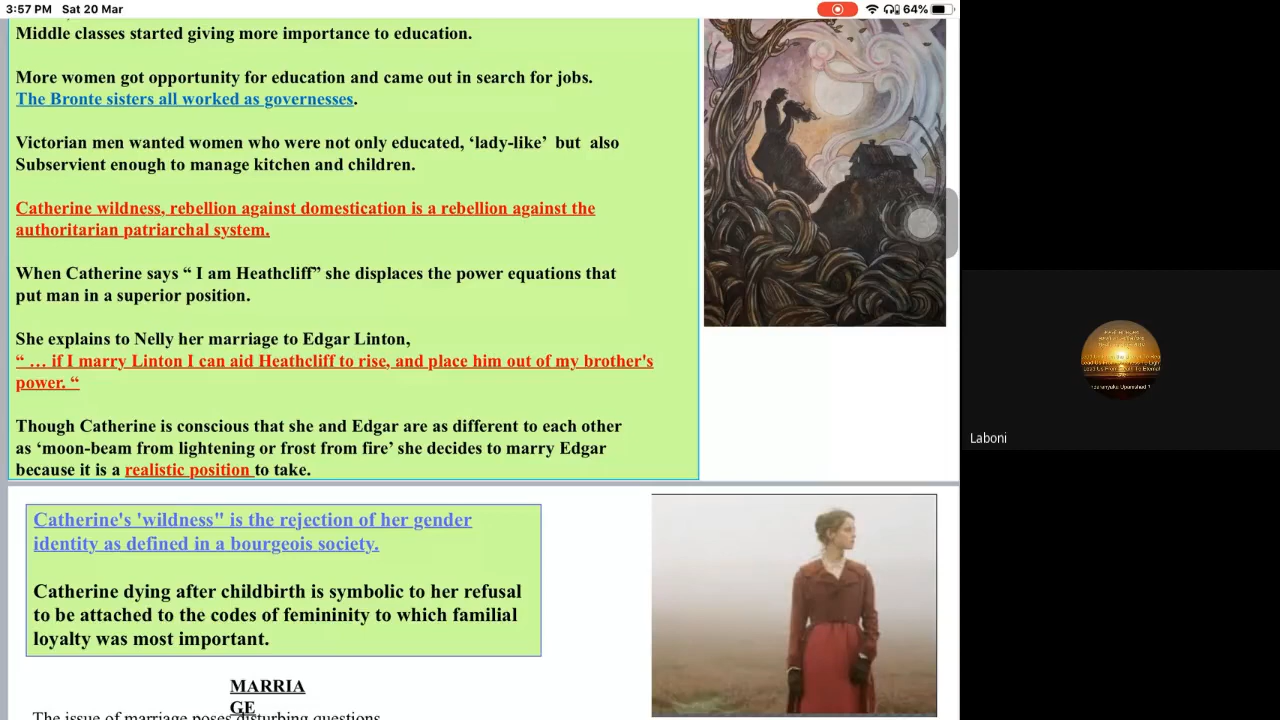 3:57 PM Sat 20 Mar
64%
Middle classes started giving more importance to education.
More women got opportunity for education and came out in search for jobs.
The Bronte sisters all worked as governesses.
Victorian men wanted women who were not only educated, ‘lady-like’ but also
Subservient enough to manage kitchen and children.
Catherine wildness, rebellion against domestication is a rebellion against the
authoritarian patriarchal system.
When Catherine says “ I am Heathcliff” she displaces the power equations that
put man in a superior position.
She explains to Nelly her marriage to Edgar Linton,
“ … if I marry Linton I can aid Heathcliff to rise, and place him out of my brother's
power. “
Though Catherine is conscious that she and Edgar are as different to each other
as ‘moon-beam from lightening or frost from fire’ she decides to marry Edgar
because it is a realistic position to take.
Catherine's 'wildness" is the rejection of her gender
identity as defined in a bourgeois society.
Catherine dying after childbirth is symbolic to her refusal
to be attached to the codes of femininity to which familial
loyalty was most important.
MARRIA
GE
The issue of marriage poses disturbing questions
Laboni